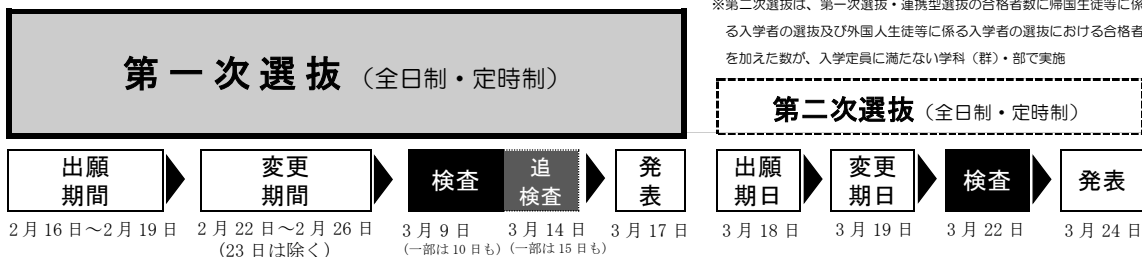 ※第二次選抜は、第一次選抜・連携型選抜の合格者数に帰国生徒等に係
る入学者の選抜及び外国人生徒等に係る入学者の選抜における合格者
を加えた数が、入学定員に満たない学科（群）・部で実施
第一次選抜（全日制・定時制）
第二次選抜（全日制・定時制）
出願
期間
変更
期間
検査
追
検査
発
表
出願
期日
変更
期日
検査
発表
2月16日～2月19日
2月22日～2月26日
(23日は除く)
3月9日
(一部は10日も)
3月14日
(一部は15日も)
3月17日
3月18日
3月19日
3月22日
3月24日